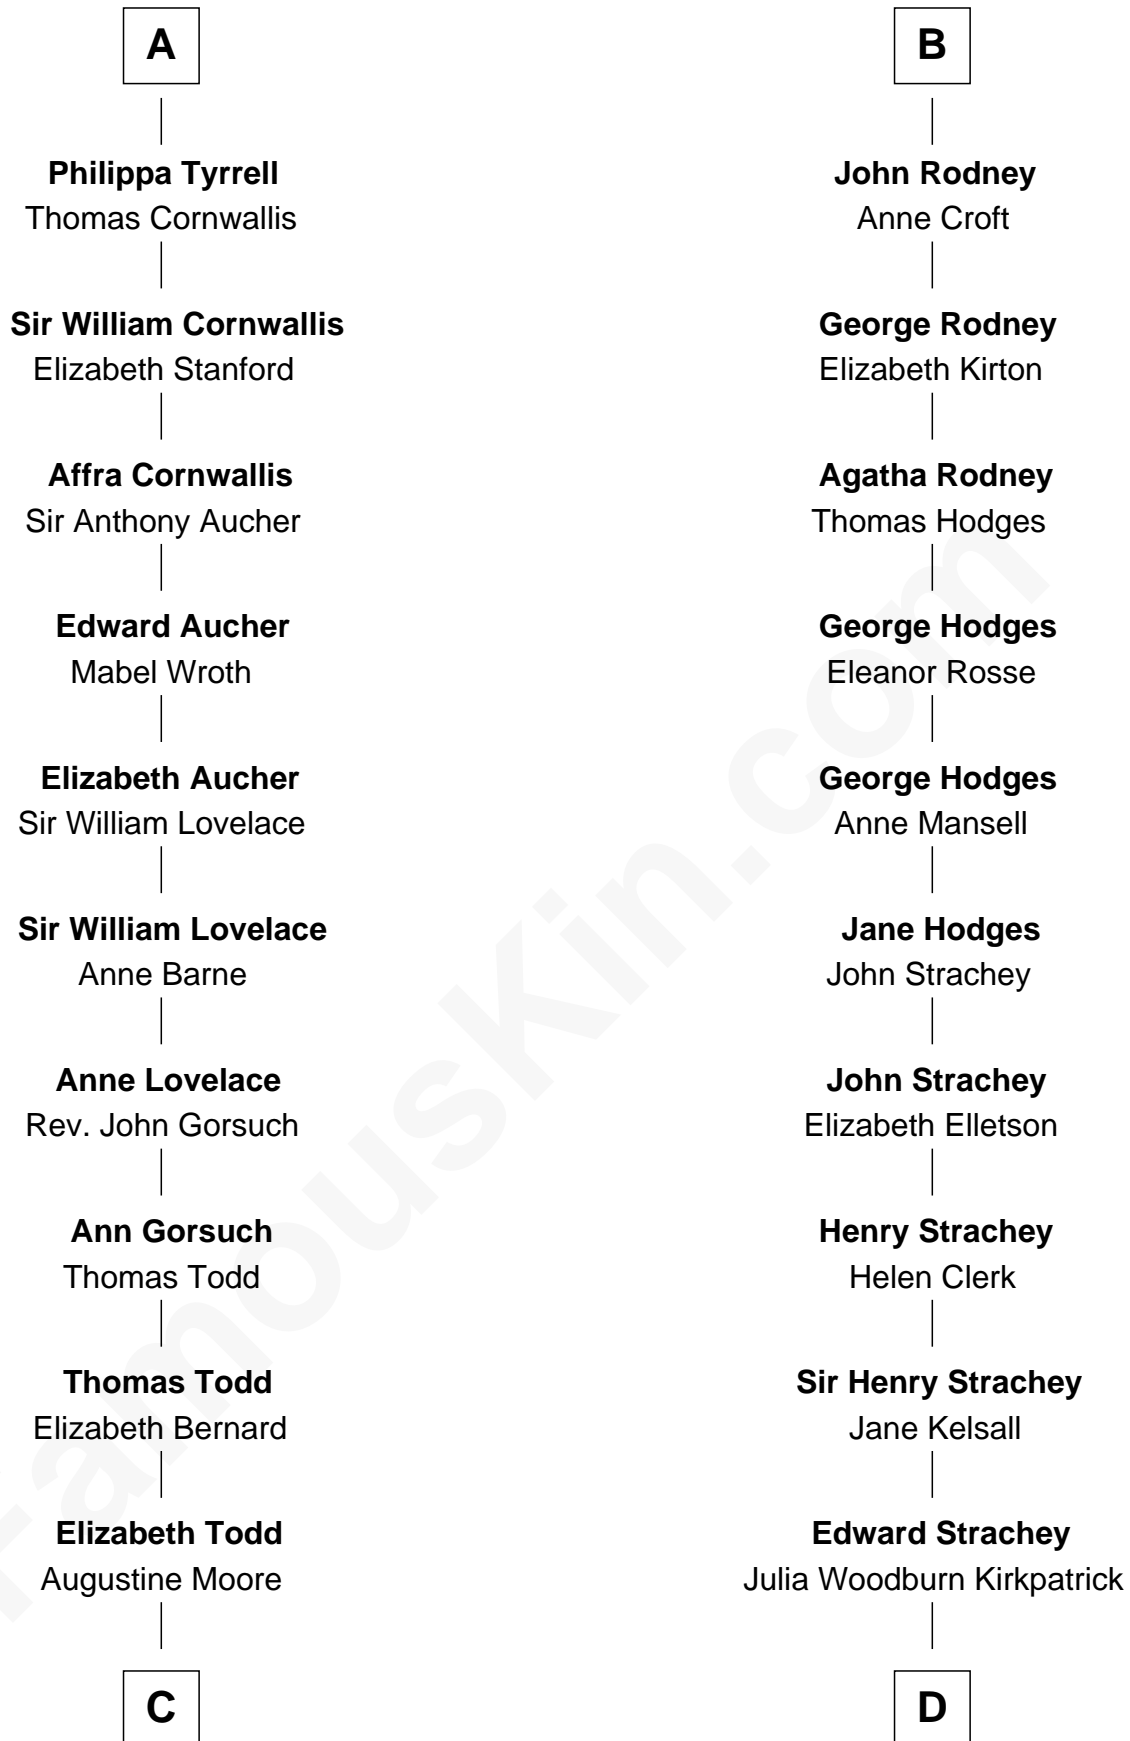 A
Philippa Tyrrell
Thomas Cornwallis
Sir William Cornwallis
Elizabeth Stanford
Affra Cornwallis
Sir Anthony Aucher
Edward Aucher
Mabel Wroth
Elizabeth Aucher
Sir William Lovelace
Sir William Lovelace
Anne Barne
Anne Lovelace
Rev. John Gorsuch
Ann Gorsuch
Thomas Todd
Thomas Todd
Elizabeth Bernard
Elizabeth Todd
Augustine Moore
C
B
John Rodney
Anne Croft
George Rodney
Elizabeth Kirton
Agatha Rodney
Thomas Hodges
George Hodges
Eleanor Rosse
George Hodges
Anne Mansell
Jane Hodges
John Strachey
John Strachey
Elizabeth Elletson
Henry Strachey
Helen Clerk
Sir Henry Strachey
Jane Kelsall
Edward Strachey
Julia Woodburn Kirkpatrick
D
FamousKin.com